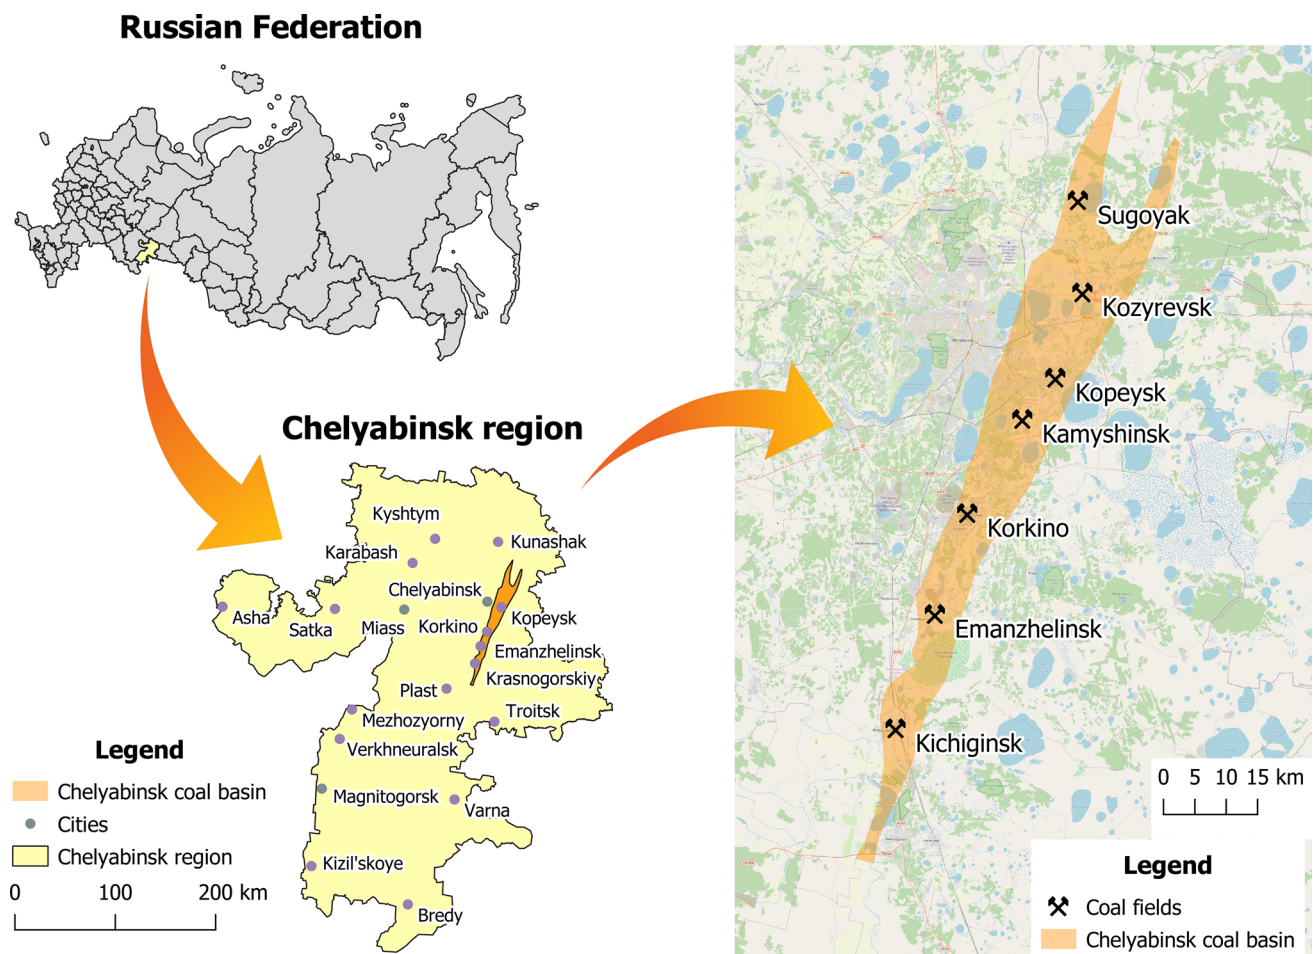 Russian Federation
Chelyabinsk region
Kyshtym
Kunashak
Karabash
Chelyabinsk
Asha
Satka
Miass
Korkino
Kopeysk
Emanzhelinsk
Krasnogorskiy
Plast
Troitsk
Mezhozyorny
Verkhneuralsk
Magnitogorsk
Varna
Kizil'skoye
Bredy
Legend
Chelyabinsk coal basin
Cities
Chelyabinsk region
0 100 200 km
Sugoyak
Kozyrevsk
Kopeysk
Kamyshinsk
Korkino
Emanzhelinsk
Kichiginsk
0 5 10 15 km
Legend
Coal fields
Chelyabinsk coal basin